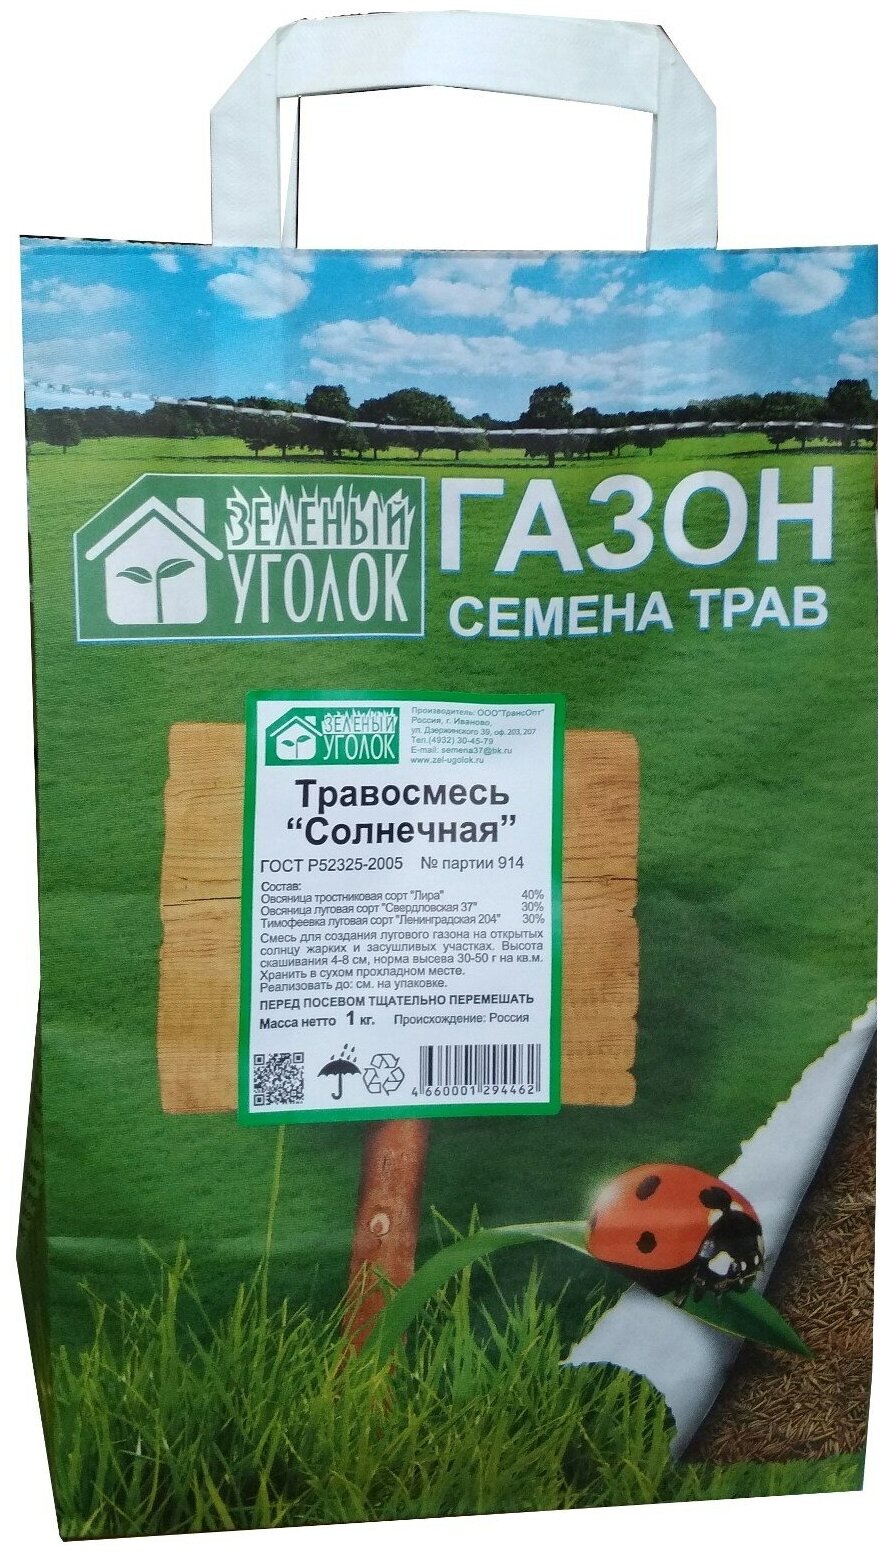 ЗЕЛЕНЫЙ
УГОЛОК
ГАЗОН
СЕМЕНА ТРАВ
ЗЕЛЕНЫЙ
УГОЛОК
Производитель: ООО"ТрансОпт"
Россия, г. Иваново,
ул. Дзержинского 39, оф. 203, 207
Тел.(4932) 30-45-79
E-mail: semena37@bk.ru
www.zel-ugolok.ru
Травосмесь
“Солнечная”
ГОСТ Р52325-2005 № партии 914
Состав:
Овсяница тростниковая сорт "Лира" 40%
Овсяница луговая сорт "Свердловская 37" 30%
Тимофеевка луговая сорт "Ленинградская 204" 30%
Смесь для создания лугового газона на открытых
солнцу жарких и засушливых участках. Высота
скашивания 4-8 см, норма высева 30-50 г на кв.м.
Хранить в сухом прохладном месте.
Реализовать до: см. на упаковке.
ПЕРЕД ПОСЕВОМ ТЩАТЕЛЬНО ПЕРЕМЕШАТЬ
Масса нетто 1 кг. Происхождение: Россия
4 660001 294462